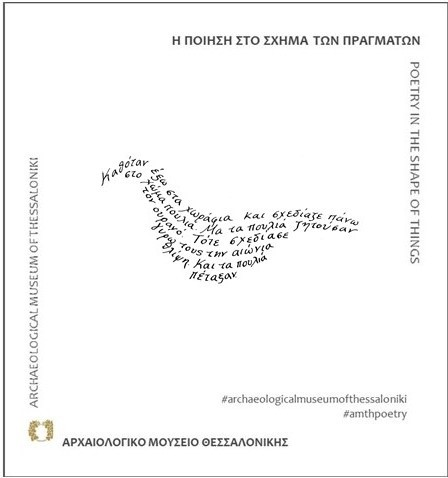 Η ΠΟΙΗΣΗ ΣΤΟ ΣΧΗΜΑ ΤΩΝ ΠΡΑΓΜΑΤΩΝ
POETRY IN THE SHAPE OF THINGS
Καθόταν έξω στα χωράφια και σχεδίαζε πάνω
στο χώμα πουλιά. Μα τα πουλιά ζητούσαν
τον ουρανό. Τότε σχεδίασε
γύρω τους την αιώνια
θλίψη. Και τα πουλιά
πέταξαν
ARCHAEOLOGICAL MUSEUM OF THESSALONIKI
#archaeologicalmuseumofthessaloniki
#amthpoetry
ΑΡΧΑΙΟΛΟΓΙΚΟ ΜΟΥΣΕΙΟ ΘΕΣΣΑΛΟΝΙΚΗΣ